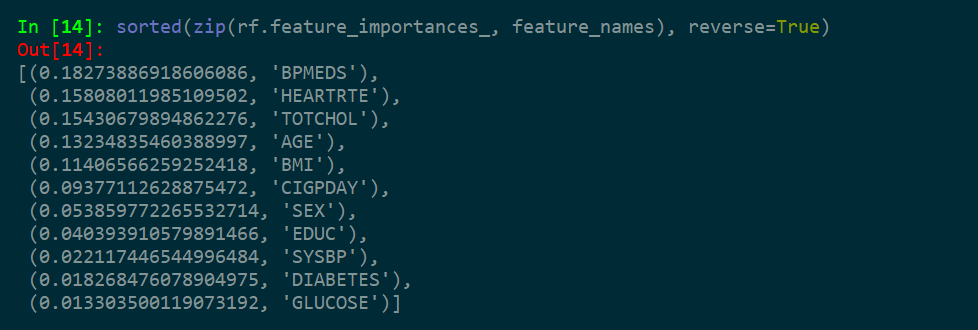 In [14]: sorted(zip(rf.feature_importances_, feature_names), reverse=True)
Out[14]:
[(0.18273886918606086, 'BPMEDS'),
 (0.15808011985109502, 'HEARTRTE'),
 (0.15430679894862276, 'TOTCHOL'),
 (0.13234835460388997, 'AGE'),
 (0.11406566259252418, 'BMI'),
 (0.09377112628875472, 'CIGPDAY'),
 (0.053859772265532714, 'SEX'),
 (0.040393910579891466, 'EDUC'),
 (0.022117446544996484, 'SYSBP'),
 (0.018268476078904975, 'DIABETES'),
 (0.013303500119073192, 'GLUCOSE')]